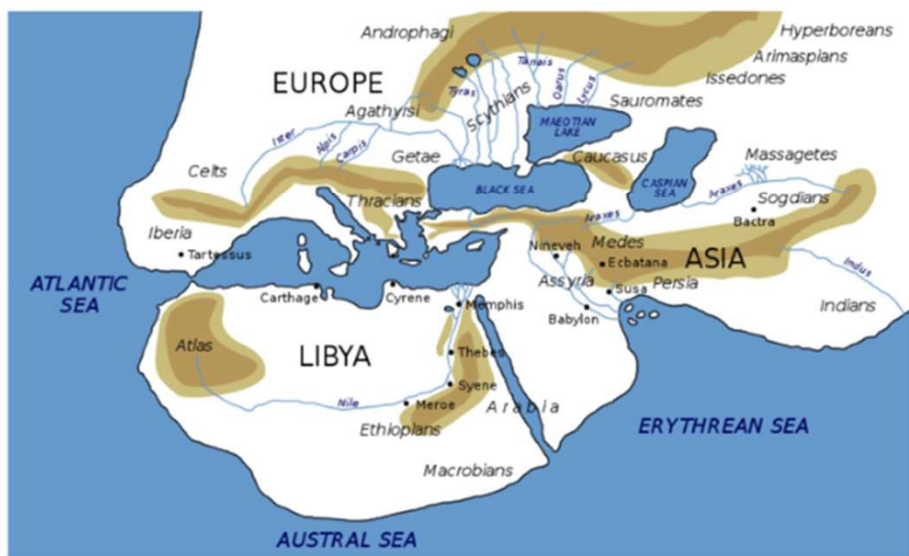 Androphagi
Hyperboreans
Arimaspians
Issedones
EUROPE
Tyras
Scythians
Tanais
Oarus
Lycus
Sauromates
Agathyrsi
Ister
Alpis
Carpis
Getae
MAEOTIAN
LAKE
Caucasus
CASPIAN
SEA
Massagetes
Araxes
Sogdians
Bactra
Celts
Thracians
BLACK SEA
Araxes
Iberia
Tartessus
Nineveh
Medes
Ecbatana
ASIA
Indus
ATLANTIC
SEA
Carthage
Cyrene
Memphis
Assyria
Susa
Persia
Babylon
Indians
Atlas
LIBYA
Thebes
Syene
Nile
Meroe
Arabia
Ethiopians
ERYTHREAN SEA
Macrobians
AUSTRAL SEA